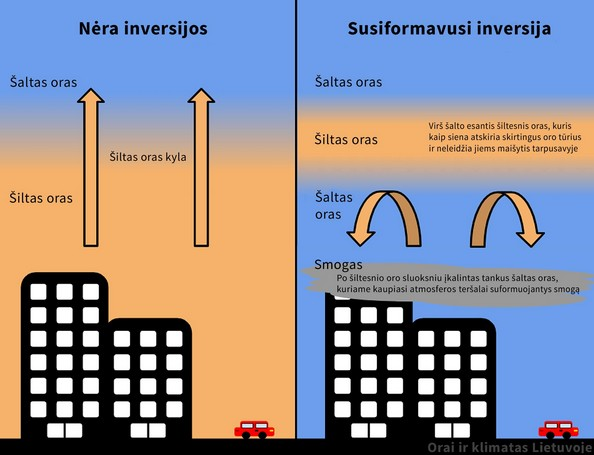 Nėra inversijos
Šaltas oras
Šiltas oras kyla
Šiltas oras
Susiformavusi inversija
Šaltas oras
Šiltas oras
Virš šalto esantis šiltesnis oras, kuris
kaip siena atskiria skirtingus oro tūrius
ir neleidžia jiems maišytis tarpusavyje
Šaltas
oras
Smogas
Po šiltesnio oro sluoksniu įkalintas tankus šaltas oras,
kuriame kaupiasi atmosferos teršalai suformuojantys smogą
Orai ir klimatas Lietuvoje